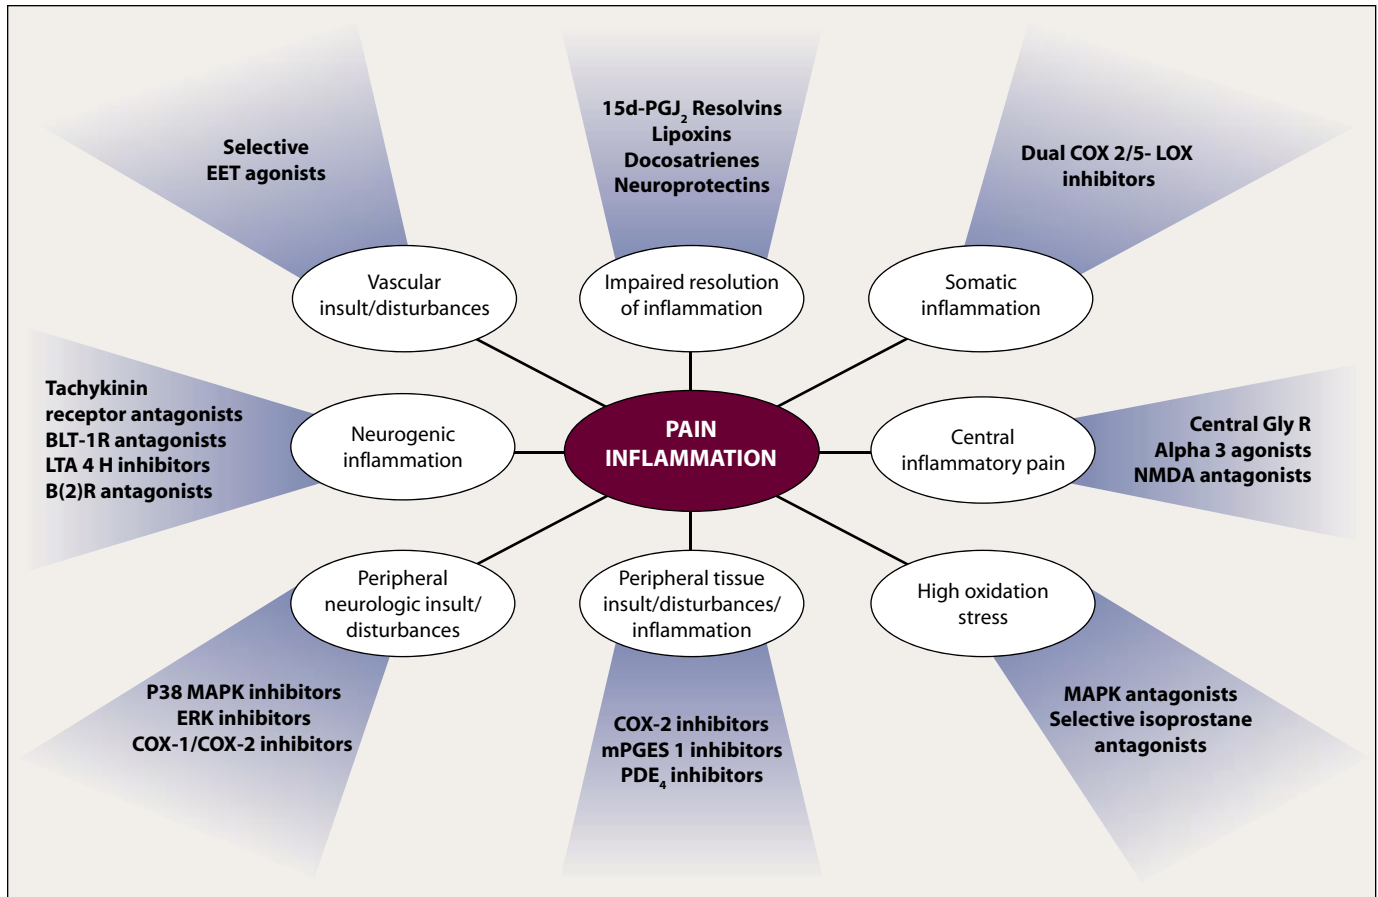 Selective
EET agonists
15d-PGJ₂ Resolvins
Lipoxins
Docosatrienes
Neuroprotectins
Dual COX 2/5- LOX
inhibitors
Vascular
insult/disturbances
Impaired resolution
of inflammation
Somatic
inflammation
Tachykinin
receptor antagonists
BLT-1R antagonists
LTA 4 H inhibitors
B(2)R antagonists
Neurogenic
inflammation
PAIN
INFLAMMATION
Central
inflammatory pain
Central Gly R
Alpha 3 agonists
NMDA antagonists
Peripheral
neurologic insult/
disturbances
Peripheral tissue
insult/disturbances/
inflammation
High oxidation
stress
P38 MAPK inhibitors
ERK inhibitors
COX-1/COX-2 inhibitors
COX-2 inhibitors
mPGES 1 inhibitors
PDE₄ inhibitors
MAPK antagonists
Selective isoprostane
antagonists